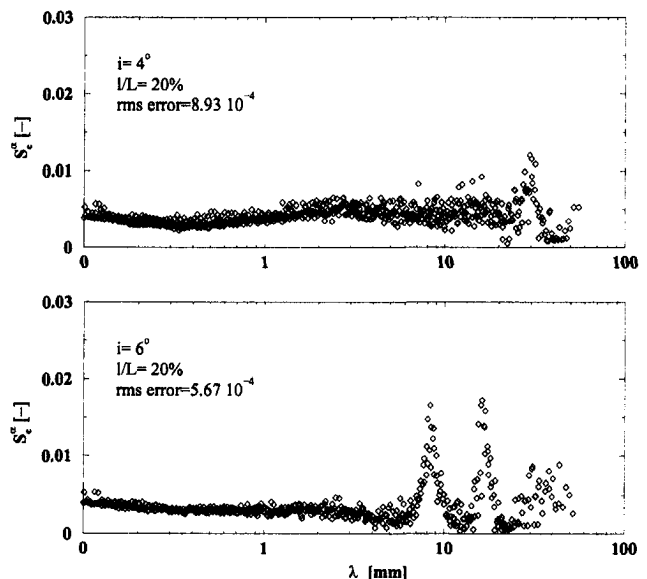 0.03
i= 4°
l/L= 20%
rms error=8.93 10⁻⁴
0.02
Sₑᵅ [–]
0.01
0
0 1 10 100
0.03
i= 6°
l/L= 20%
rms error=5.67 10⁻⁴
0.02
Sₑᵅ [–]
0.01
0
0 1 10 100
λ [mm]